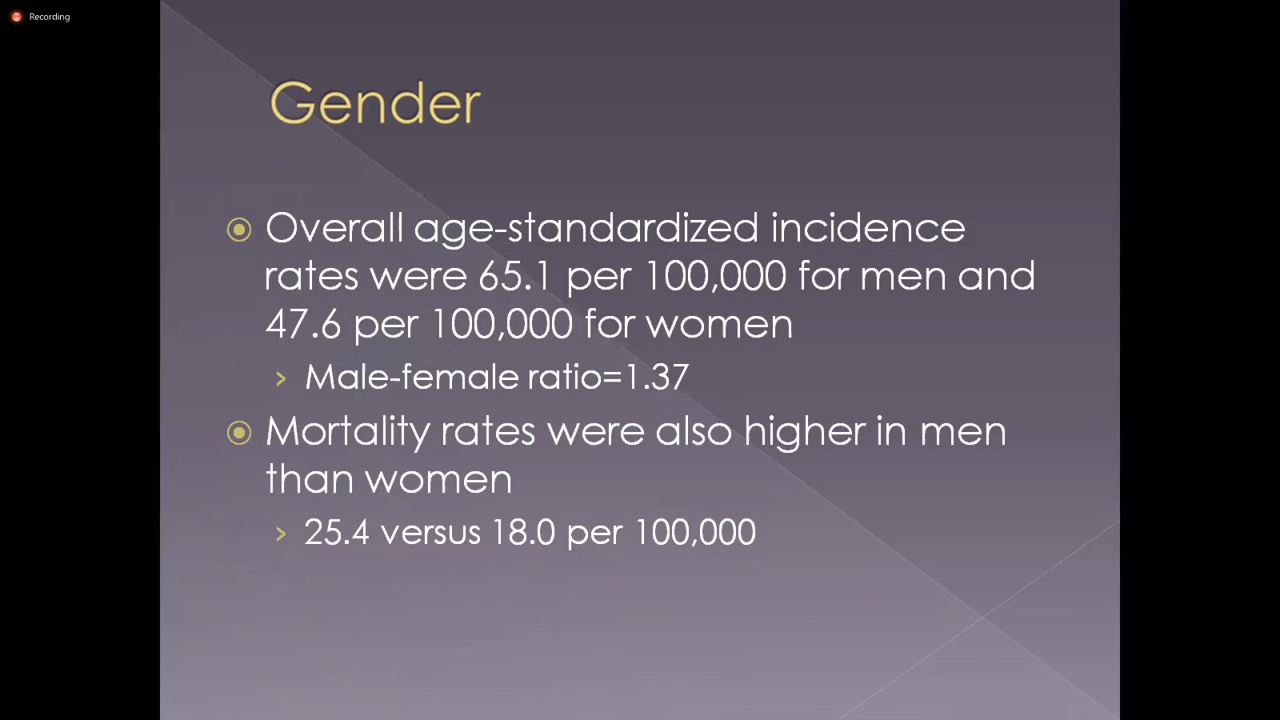 Recording
Gender
Overall age-standardized incidence
rates were 65.1 per 100,000 for men and
47.6 per 100,000 for women
Male-female ratio=1.37
Mortality rates were also higher in men
than women
25.4 versus 18.0 per 100,000